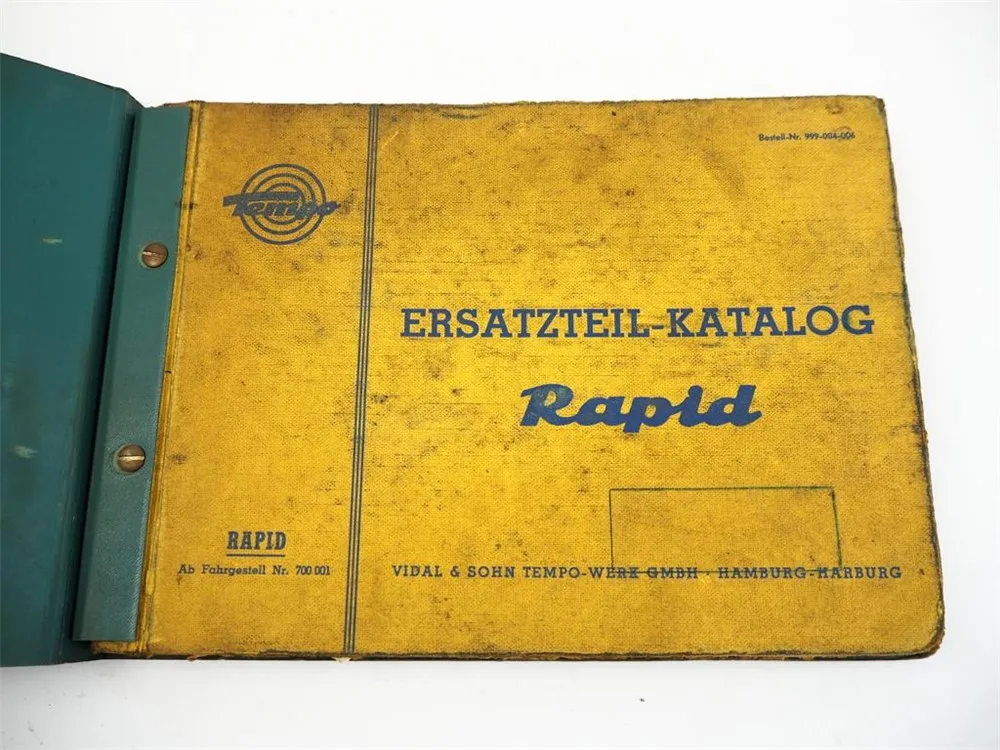 Bestell-Nr. 999-004-006
Tempo
ERSATZTEIL-KATALOG
Rapid
RAPID
Ab Fahrgestell Nr. 700 001
VIDAL & SOHN TEMPO-WERK GMBH · HAMBURG-HARBURG